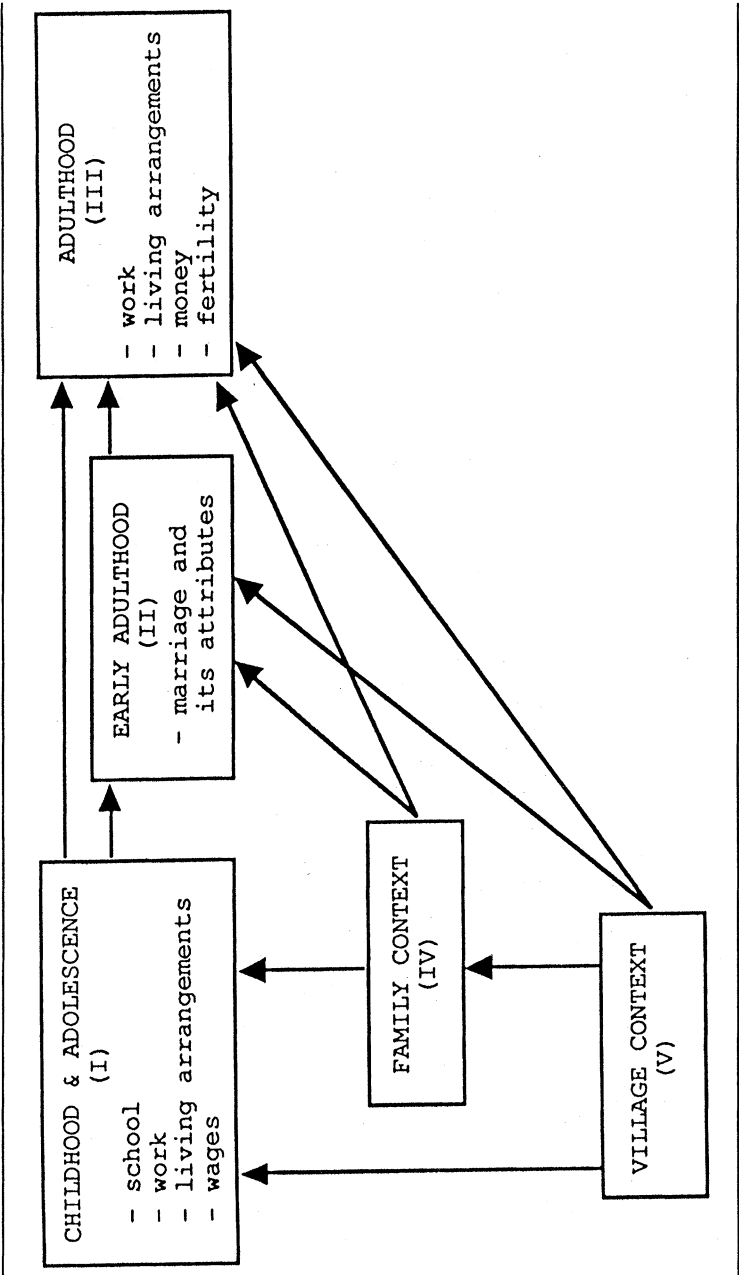 CHILDHOOD & ADOLESCENCE
(I)
- school
- work
- living arrangements
- wages
EARLY ADULTHOOD
(II)
- marriage and
its attributes
ADULTHOOD
(III)
- work
- living arrangements
- money
- fertility
FAMILY CONTEXT
(IV)
VILLAGE CONTEXT
(V)